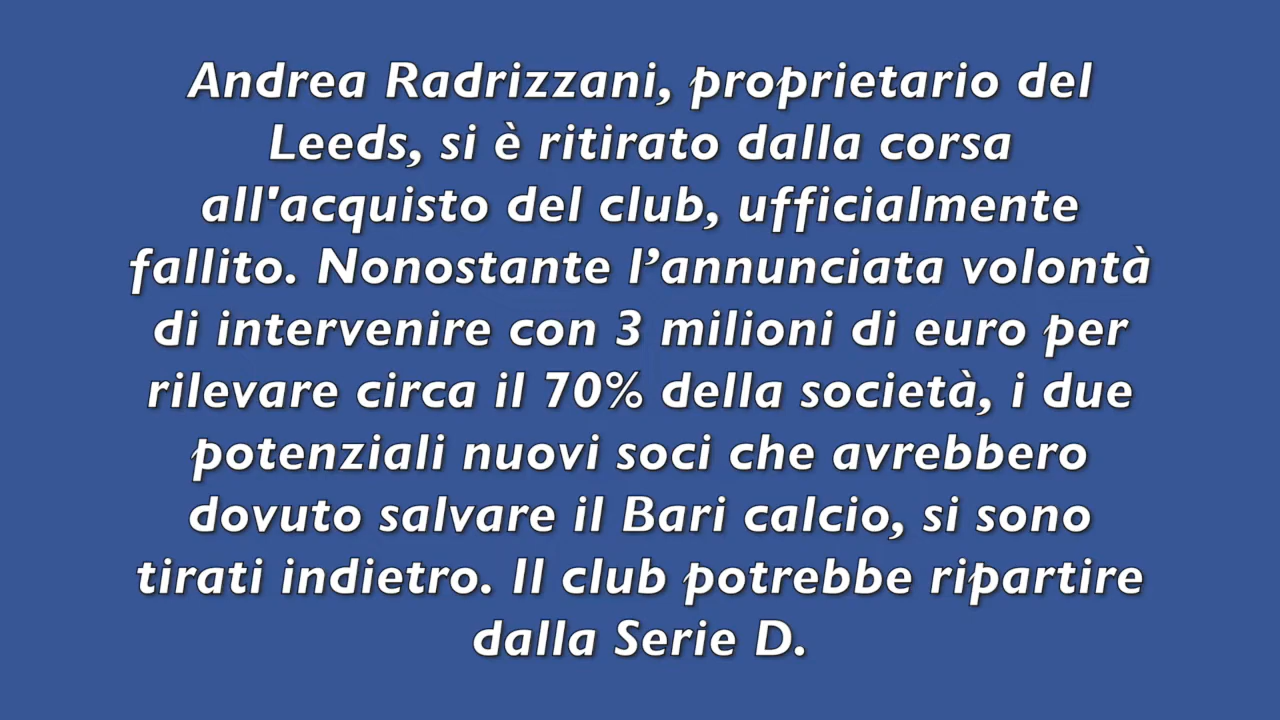 Andrea Radrizzani, proprietario del
Leeds, si è ritirato dalla corsa
all'acquisto del club, ufficialmente
fallito. Nonostante l’annunciata volontà
di intervenire con 3 milioni di euro per
rilevare circa il 70% della società, i due
potenziali nuovi soci che avrebbero
dovuto salvare il Bari calcio, si sono
tirati indietro. Il club potrebbe ripartire
dalla Serie D.